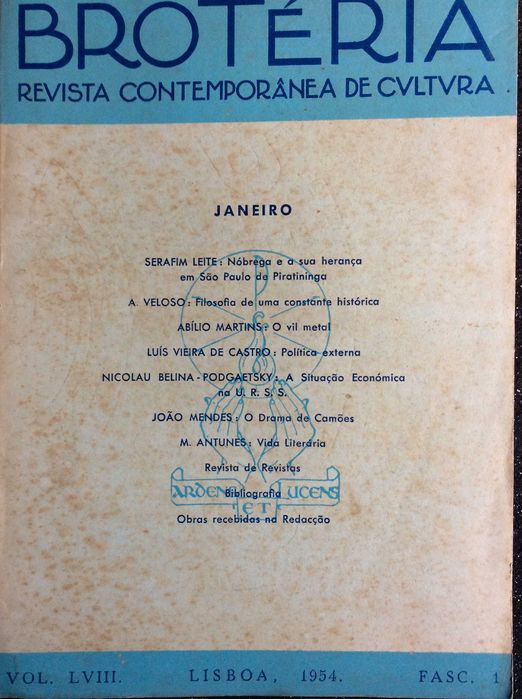 BROTÉRIA
REVISTA CONTEMPORÂNEA DE CVLTVRA
JANEIRO
SERAFIM LEITE: Nóbrega e a sua herança
em São Paulo de Piratininga
A. VELOSO: Filosofia de uma constante histórica
ABÍLIO MARTINS: O vil metal
LUÍS VIEIRA DE CASTRO: Política externa
NICOLAU BELINA-PODGAETSKY: A Situação Económica
na U. R. S. S.
JOÃO MENDES: O Drama de Camões
M. ANTUNES: Vida Literária
Revista de Revistas
ARDENS LUCENS
Bibliografia
ET
Obras recebidas na Redacção
VOL. LVIII. LISBOA, 1954. FASC. 1